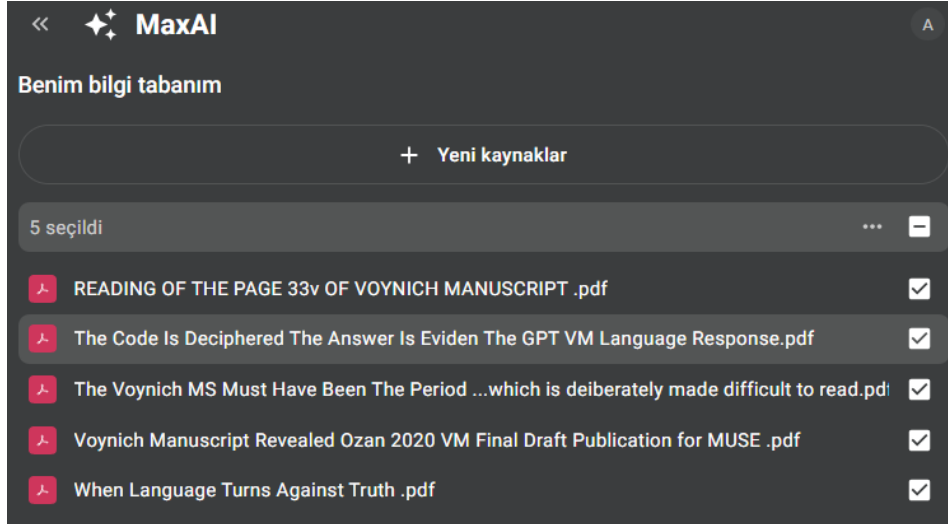 MaxAI
A
Benim bilgi tabanım
+ Yeni kaynaklar
5 seçildi
READING OF THE PAGE 33v OF VOYNICH MANUSCRIPT .pdf
The Code Is Deciphered The Answer Is Eviden The GPT VM Language Response.pdf
The Voynich MS Must Have Been The Period ...which is deiberately made difficult to read.pdf
Voynich Manuscript Revealed Ozan 2020 VM Final Draft Publication for MUSE .pdf
When Language Turns Against Truth .pdf